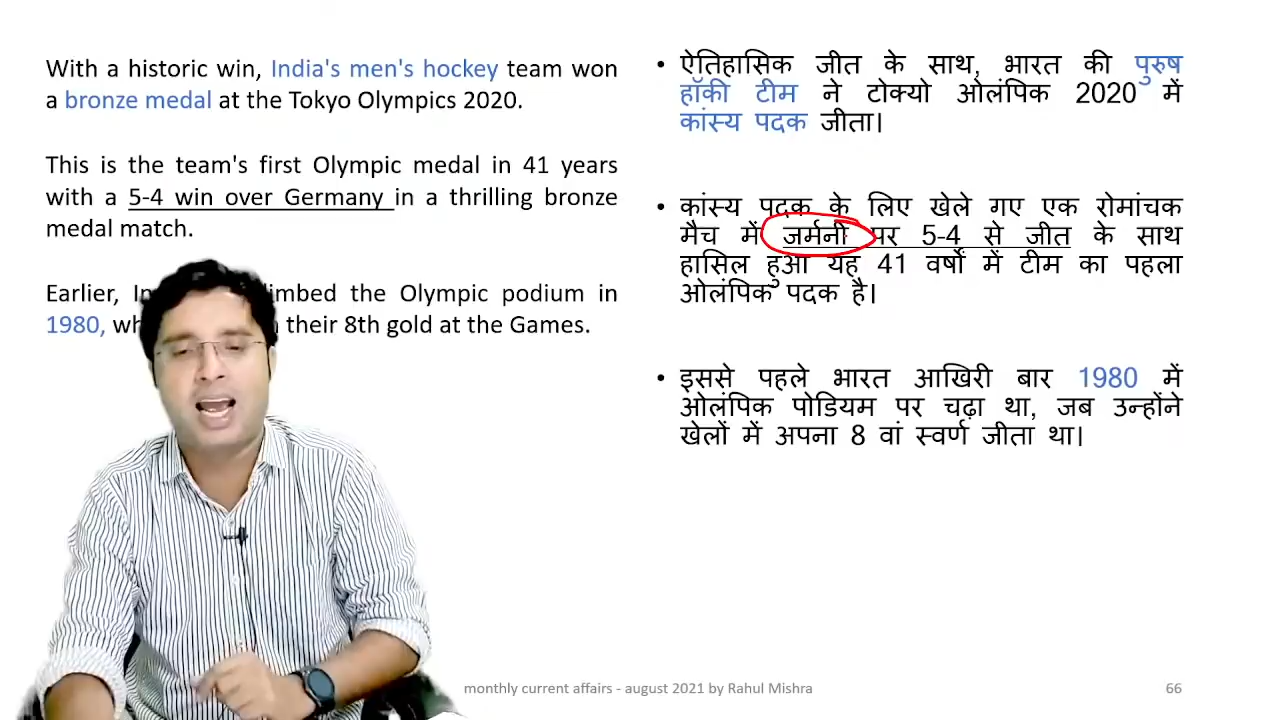 With a historic win, India's men's hockey team won
a bronze medal at the Tokyo Olympics 2020.
This is the team's first Olympic medal in 41 years
with a 5-4 win over Germany in a thrilling bronze
medal match.
Earlier, limbed the Olympic podium in
1980, their 8th gold at the Games.
• ऐतिहासिक जीत के साथ, भारत की पुरुष
हॉकी टीम ने टोक्यो ओलंपिक 2020 में
कांस्य पदक जीता।
• कांस्य पदक के लिए खेले गए एक रोमांचक
मैच में जर्मनी पर 5-4 से जीत के साथ
हासिल हुआ यह 41 वर्षों में टीम का पहला
ओलंपिक पदक है।
• इससे पहले भारत आखिरी बार 1980 में
ओलंपिक पोडियम पर चढ़ा था, जब उन्होंने
खेलों में अपना 8 वां स्वर्ण जीता था।
monthly current affairs - august 2021 by Rahul Mishra
66